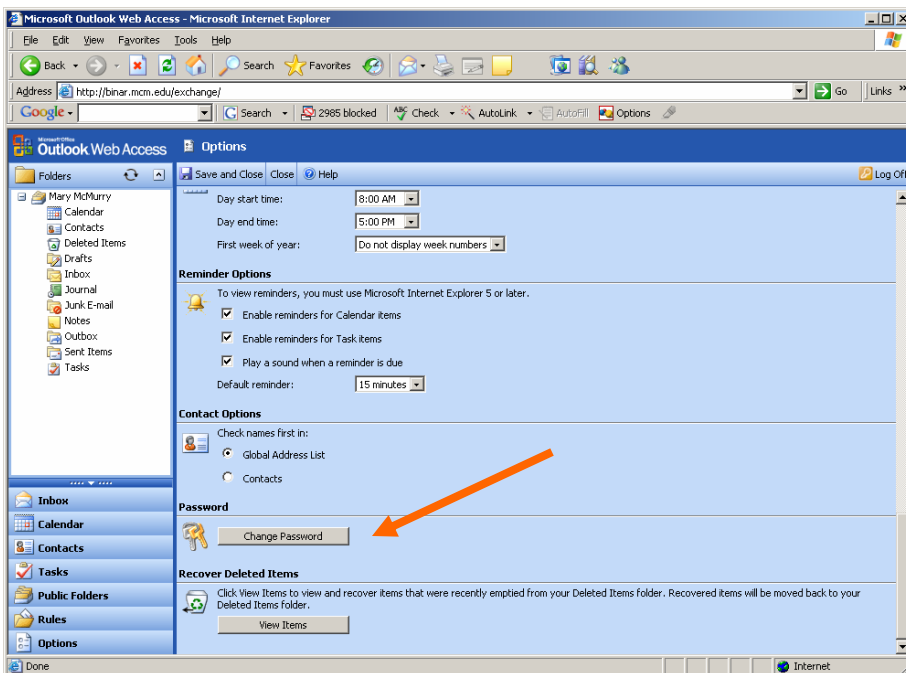 Microsoft Outlook Web Access - Microsoft Internet Explorer
File Edit View Favorites Tools Help
Back Search Favorites
Address http://binar.mcm.edu/exchange/ Go Links »
Google Search 2985 blocked ABC Check AutoLink AutoFill Options
Microsoft Office
Outlook Web Access
Options
Folders
Save and Close Close Help Log Off
Mary McMurry
Calendar
Contacts
Deleted Items
Drafts
Inbox
Journal
Junk E-mail
Notes
Outbox
Sent Items
Tasks
Inbox
Calendar
Contacts
Tasks
Public Folders
Rules
Options
Day start time: 8:00 AM
Day end time: 5:00 PM
First week of year: Do not display week numbers
Reminder Options
To view reminders, you must use Microsoft Internet Explorer 5 or later.
Enable reminders for Calendar items
Enable reminders for Task items
Play a sound when a reminder is due
Default reminder: 15 minutes
Contact Options
Check names first in:
Global Address List
Contacts
Password
Change Password
Recover Deleted Items
Click View Items to view and recover items that were recently emptied from your Deleted Items folder. Recovered items will be moved back to your
Deleted Items folder.
View Items
Done Internet